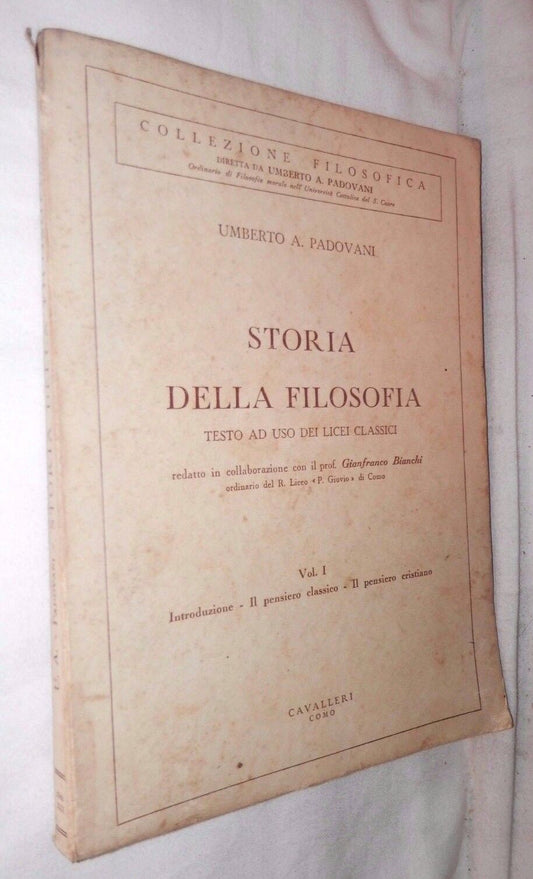 COLLEZIONE FILOSOFICA
DIRETTA DA UMBERTO A. PADOVANI
Ordinario di Filosofia morale nell'Università Cattolica del S. Cuore
UMBERTO A. PADOVANI
STORIA
DELLA FILOSOFIA
TESTO AD USO DEI LICEI CLASSICI
redatto in collaborazione con il prof. Gianfranco Bianchi
ordinario del R. Liceo « P. Giovio » di Como
Vol. I
Introduzione - Il pensiero classico - Il pensiero cristiano
CAVALLERI
COMO